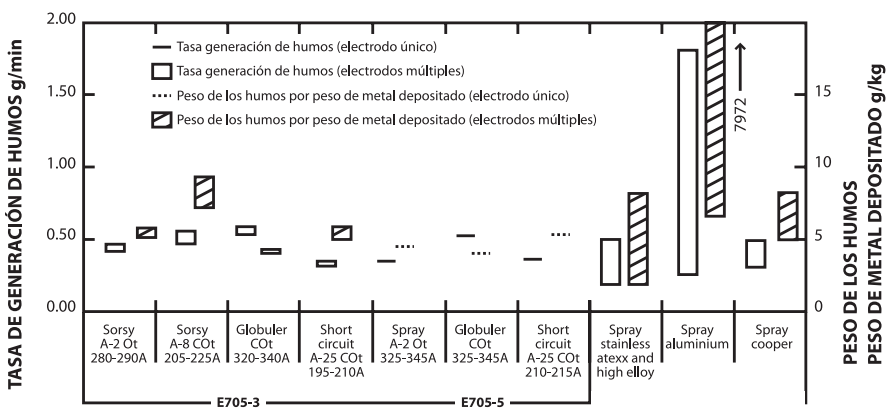 TASA DE GENERACIÓN DE HUMOS g/min
2.00
1.50
1.00
0.50
0.00
Tasa generación de humos (electrodo único)
Tasa generación de humos (electrodos múltiples)
Peso de los humos por peso de metal depositado (electrodo único)
Peso de los humos por peso de metal depositado (electrodos múltiples)
7972
20
15
10
5
0
PESO DE LOS HUMOS
PESO DE METAL DEPOSITADO g/kg
Sorsy
A-2 Ot
280-290A
Sorsy
A-8 COt
205-225A
Globuler
COt
320-340A
Short
circuit
A-25 COt
195-210A
Spray
A-2 Ot
325-345A
Globuler
COt
325-345A
Short
circuit
A-25 COt
210-215A
Spray
stainless
atexx and
high elloy
Spray
aluminium
Spray
cooper
E705-3
E705-5